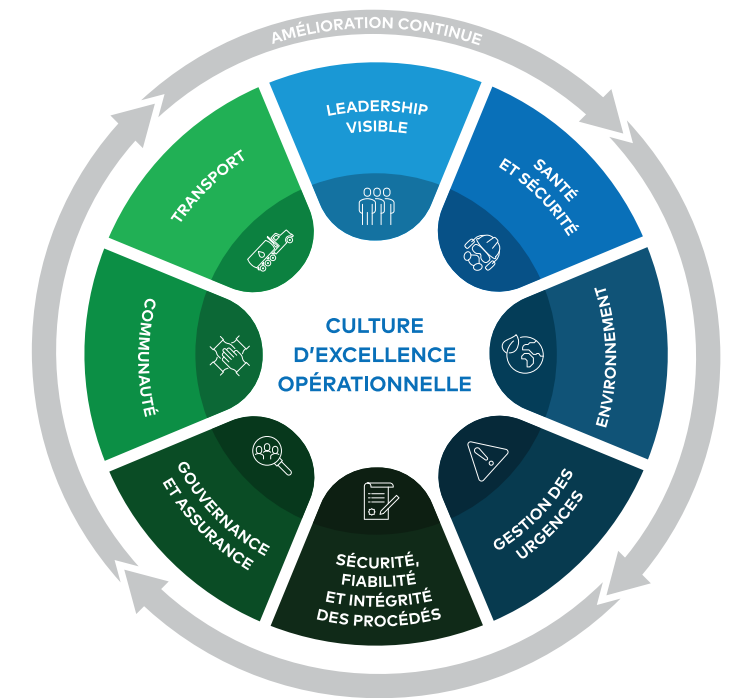 AMÉLIORATION CONTINUE
LEADERSHIP
VISIBLE
SANTÉ
ET SÉCURITÉ
ENVIRONNEMENT
GESTION DES
URGENCES
SÉCURITÉ,
FIABILITÉ
ET INTÉGRITÉ
DES PROCÉDÉS
GOUVERNANCE
ET ASSURANCE
COMMUNAUTÉ
TRANSPORT
CULTURE
D'EXCELLENCE
OPÉRATIONNELLE